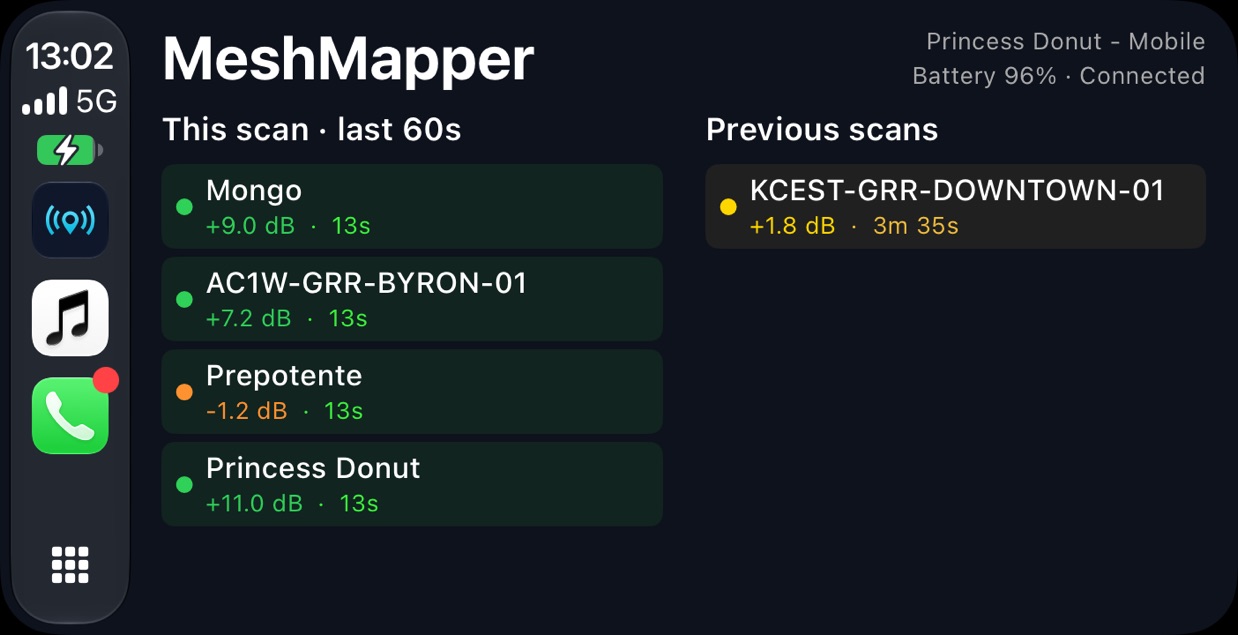 13:02
5G
MeshMapper
Princess Donut - Mobile
Battery 96% · Connected
This scan · last 60s
Mongo
+9.0 dB · 13s
AC1W-GRR-BYRON-01
+7.2 dB · 13s
Prepotente
-1.2 dB · 13s
Princess Donut
+11.0 dB · 13s
Previous scans
KCEST-GRR-DOWNTOWN-01
+1.8 dB · 3m 35s